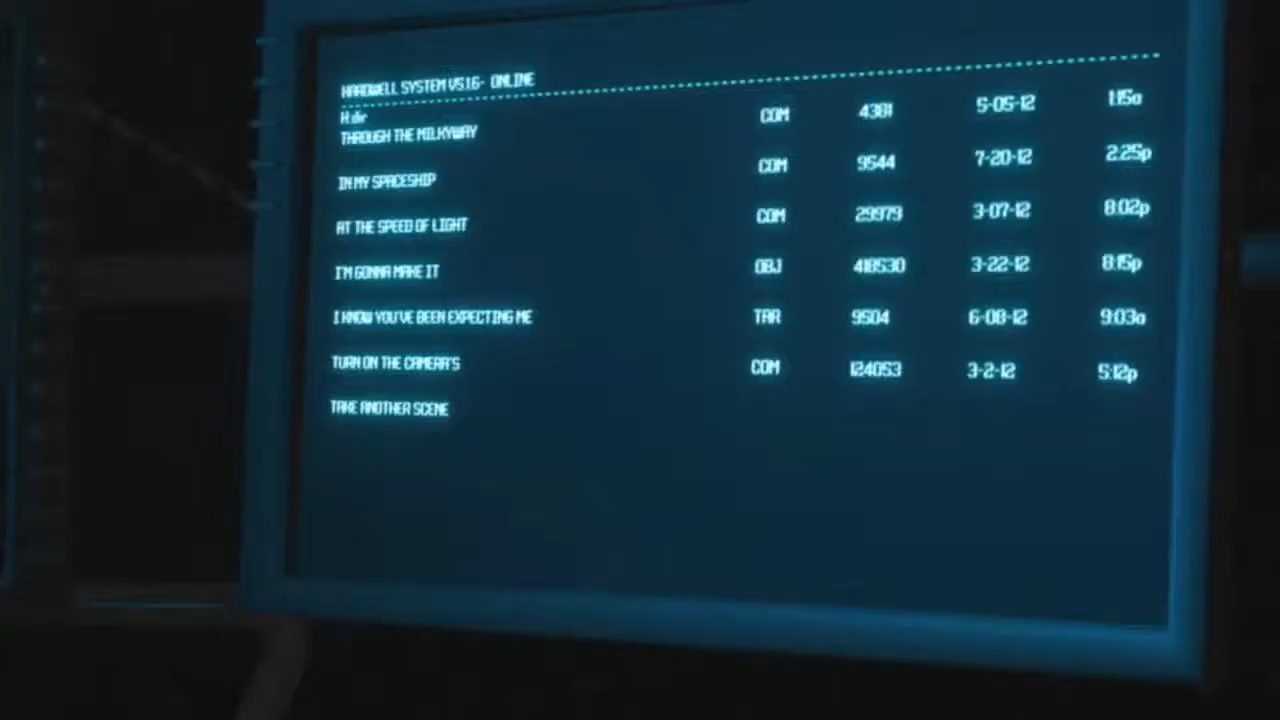 HARDWELL SYSTEM V5.1.6 - ONLINE
H:dir
THROUGH THE MILKYWAY COM 4381 5-05-12 1:15a
IN MY SPACESHIP COM 9544 7-20-12 2:25p
AT THE SPEED OF LIGHT COM 29979 3-07-12 8:02p
I'M GONNA MAKE IT OBJ 418530 3-22-12 8:15p
I KNOW YOU'VE BEEN EXPECTING ME TAR 9504 6-08-12 9:03a
TURN ON THE CAMERA'S COM 124053 3-2-12 5:12p
TAKE ANOTHER SCENE